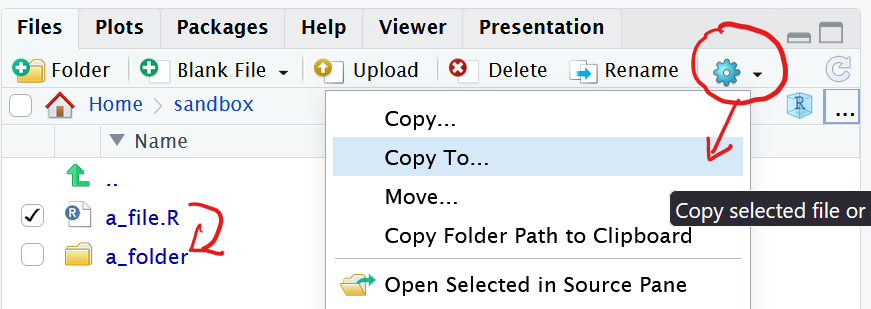 Files Plots Packages Help Viewer Presentation
Folder Blank File Upload Delete Rename
Home sandbox R ...
Name
Copy...
Copy To...
..
Move...
R a_file.R Copy selected file or
a_folder Copy Folder Path to Clipboard
Open Selected in Source Pane